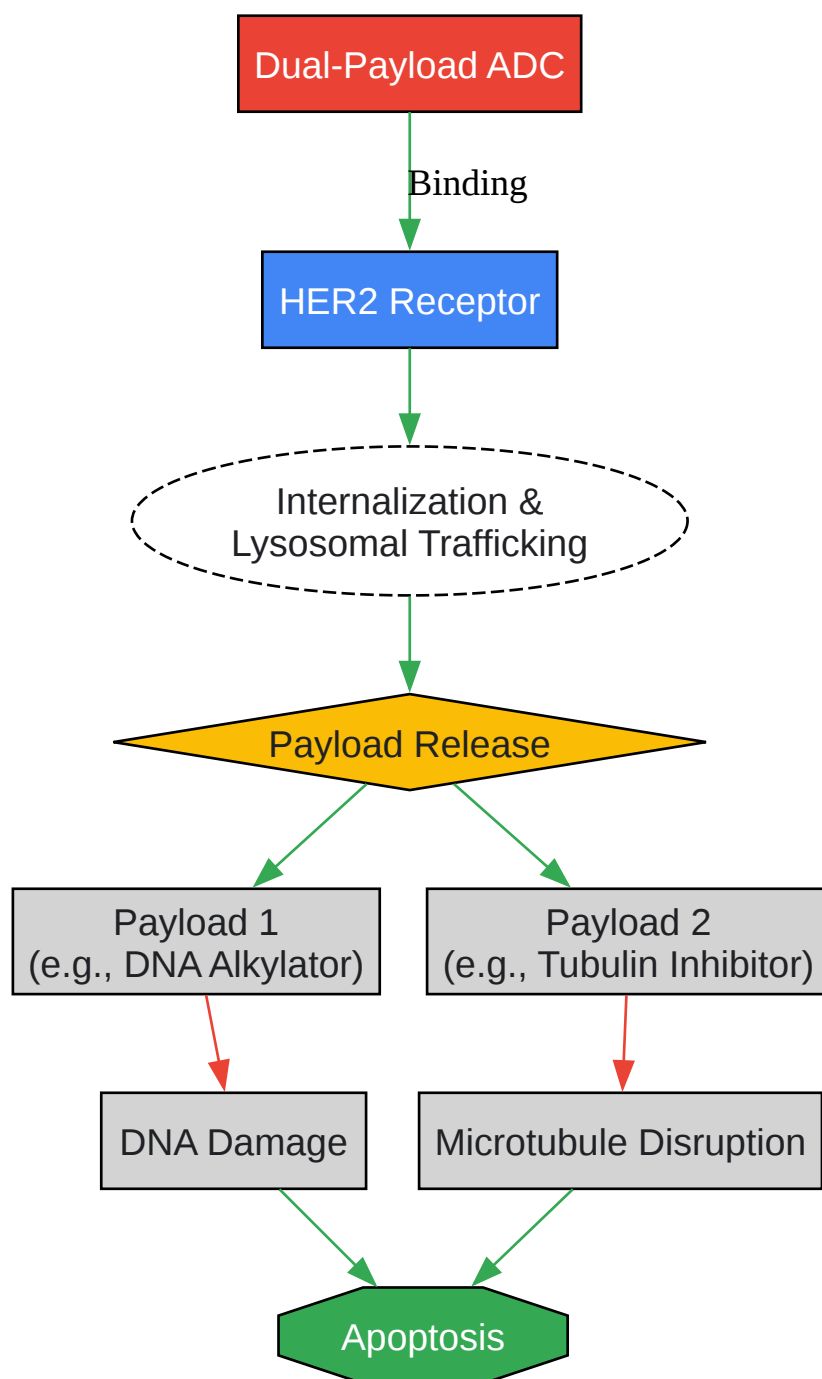 Dual-Payload ADC
Binding
HER2 Receptor
Internalization &
Lysosomal Trafficking
Payload Release
Payload 1
(e.g., DNA Alkylator)
Payload 2
(e.g., Tubulin Inhibitor)
DNA Damage
Microtubule Disruption
Apoptosis